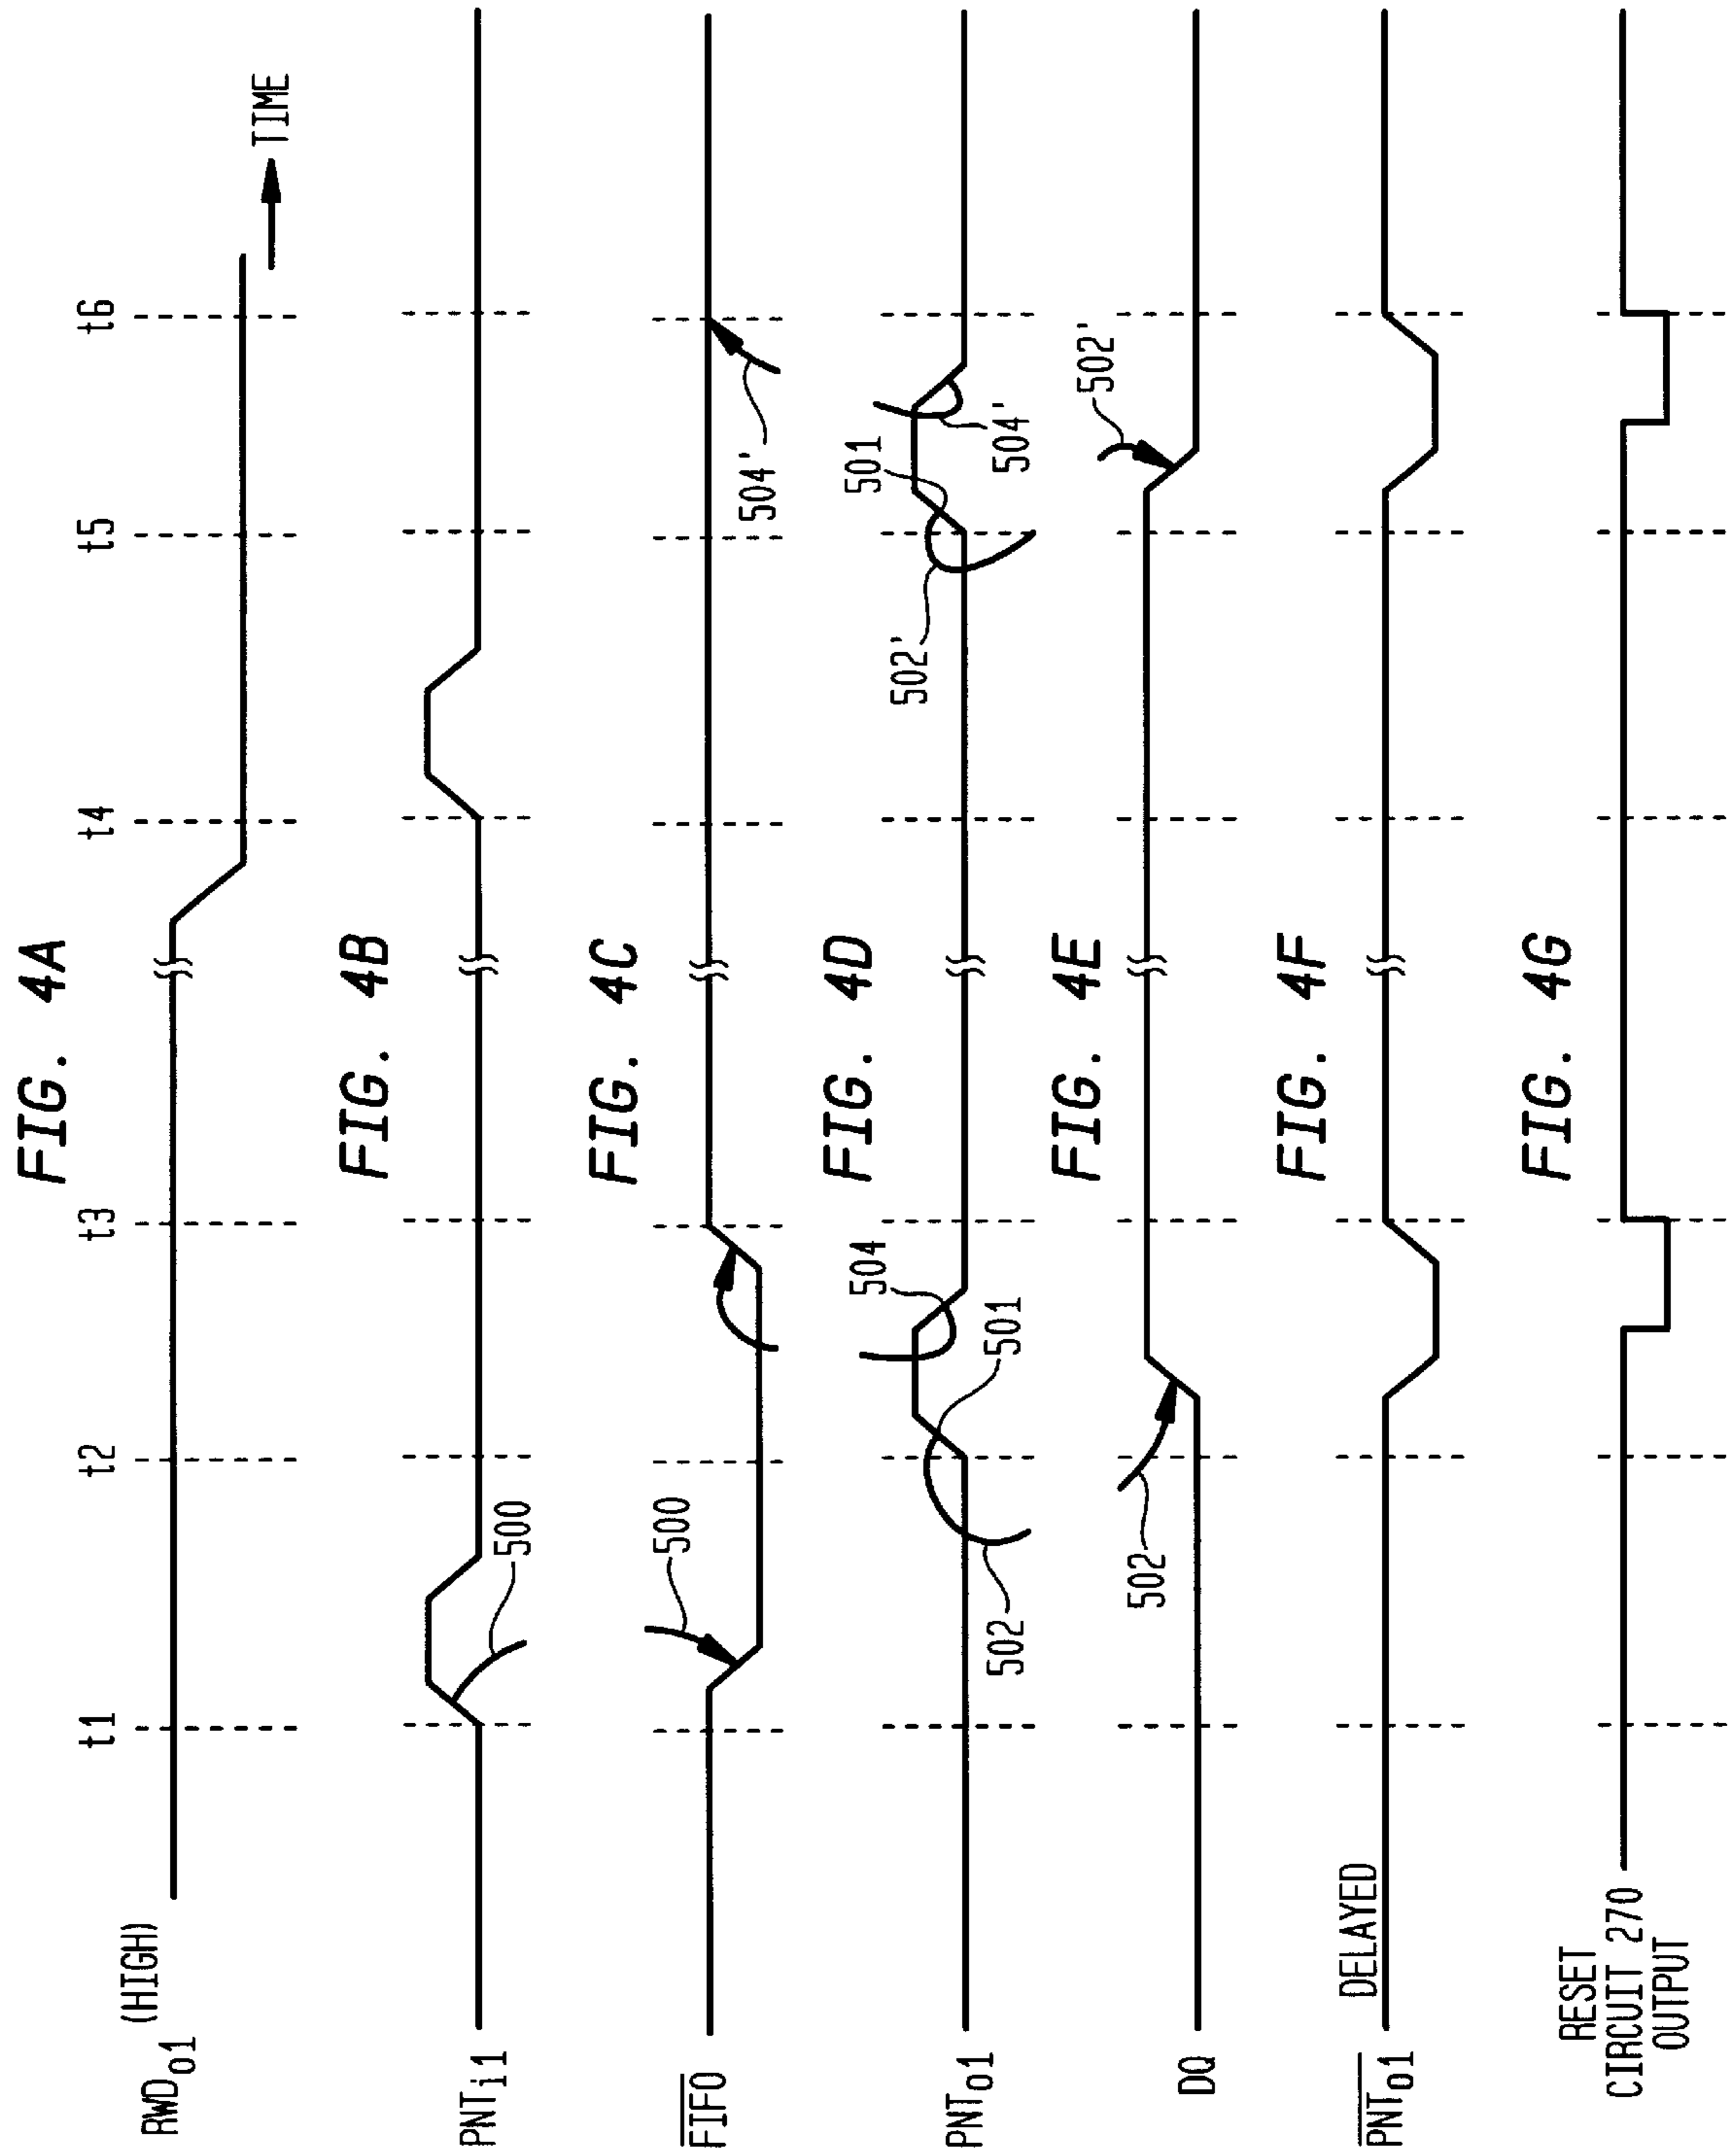 FIG. 4A
t1 t2 t3 t4 t5 t6
RWDo1 (HIGH)
TIME
FIG. 4B
PNTi1
500
FIG. 4C
FIFO
500
504'
FIG. 4D
PNTo1
502
501
504
502'
501
504'
FIG. 4E
DQ
502
502'
FIG. 4F
PNTo1 DELAYED
FIG. 4G
RESET
CIRCUIT 270
OUTPUT